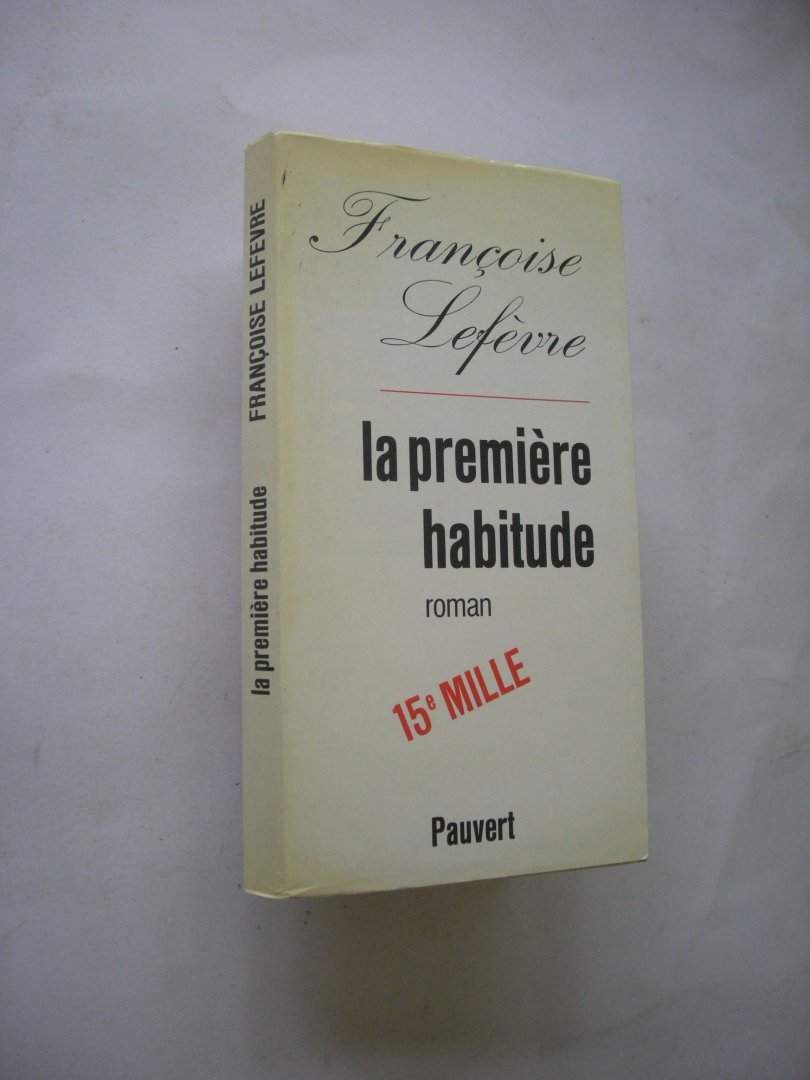 Françoise
Lefèvre
la première
habitude
roman
15e MILLE
Pauvert
la première habitude FRANÇOISE LEFEVRE